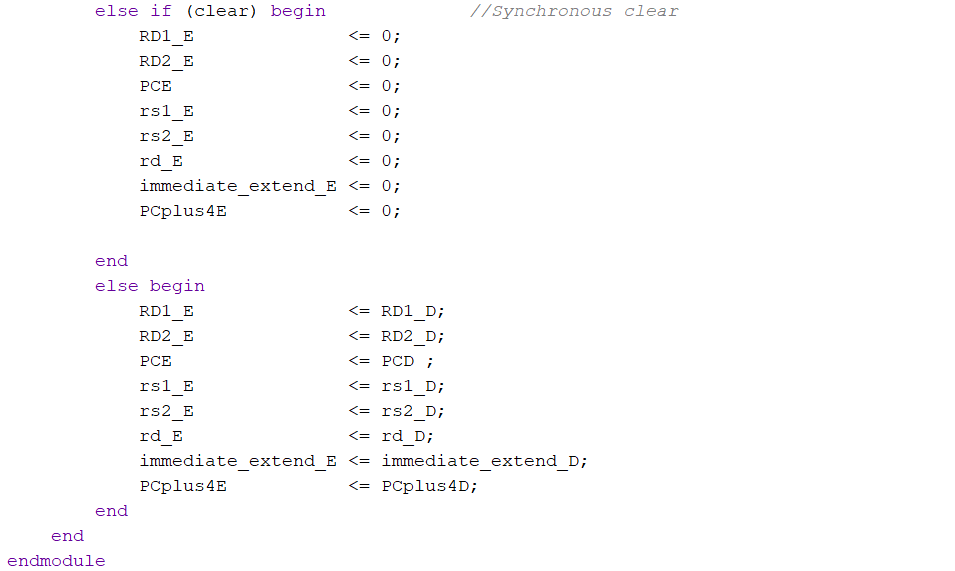 else if (clear) begin //Synchronous clear
RD1_E <= 0;
RD2_E <= 0;
PCE <= 0;
rs1_E <= 0;
rs2_E <= 0;
rd_E <= 0;
immediate_extend_E <= 0;
PCplus4E <= 0;
end
else begin
RD1_E <= RD1_D;
RD2_E <= RD2_D;
PCE <= PCD ;
rs1_E <= rs1_D;
rs2_E <= rs2_D;
rd_E <= rd_D;
immediate_extend_E <= immediate_extend_D;
PCplus4E <= PCplus4D;
end
end
endmodule